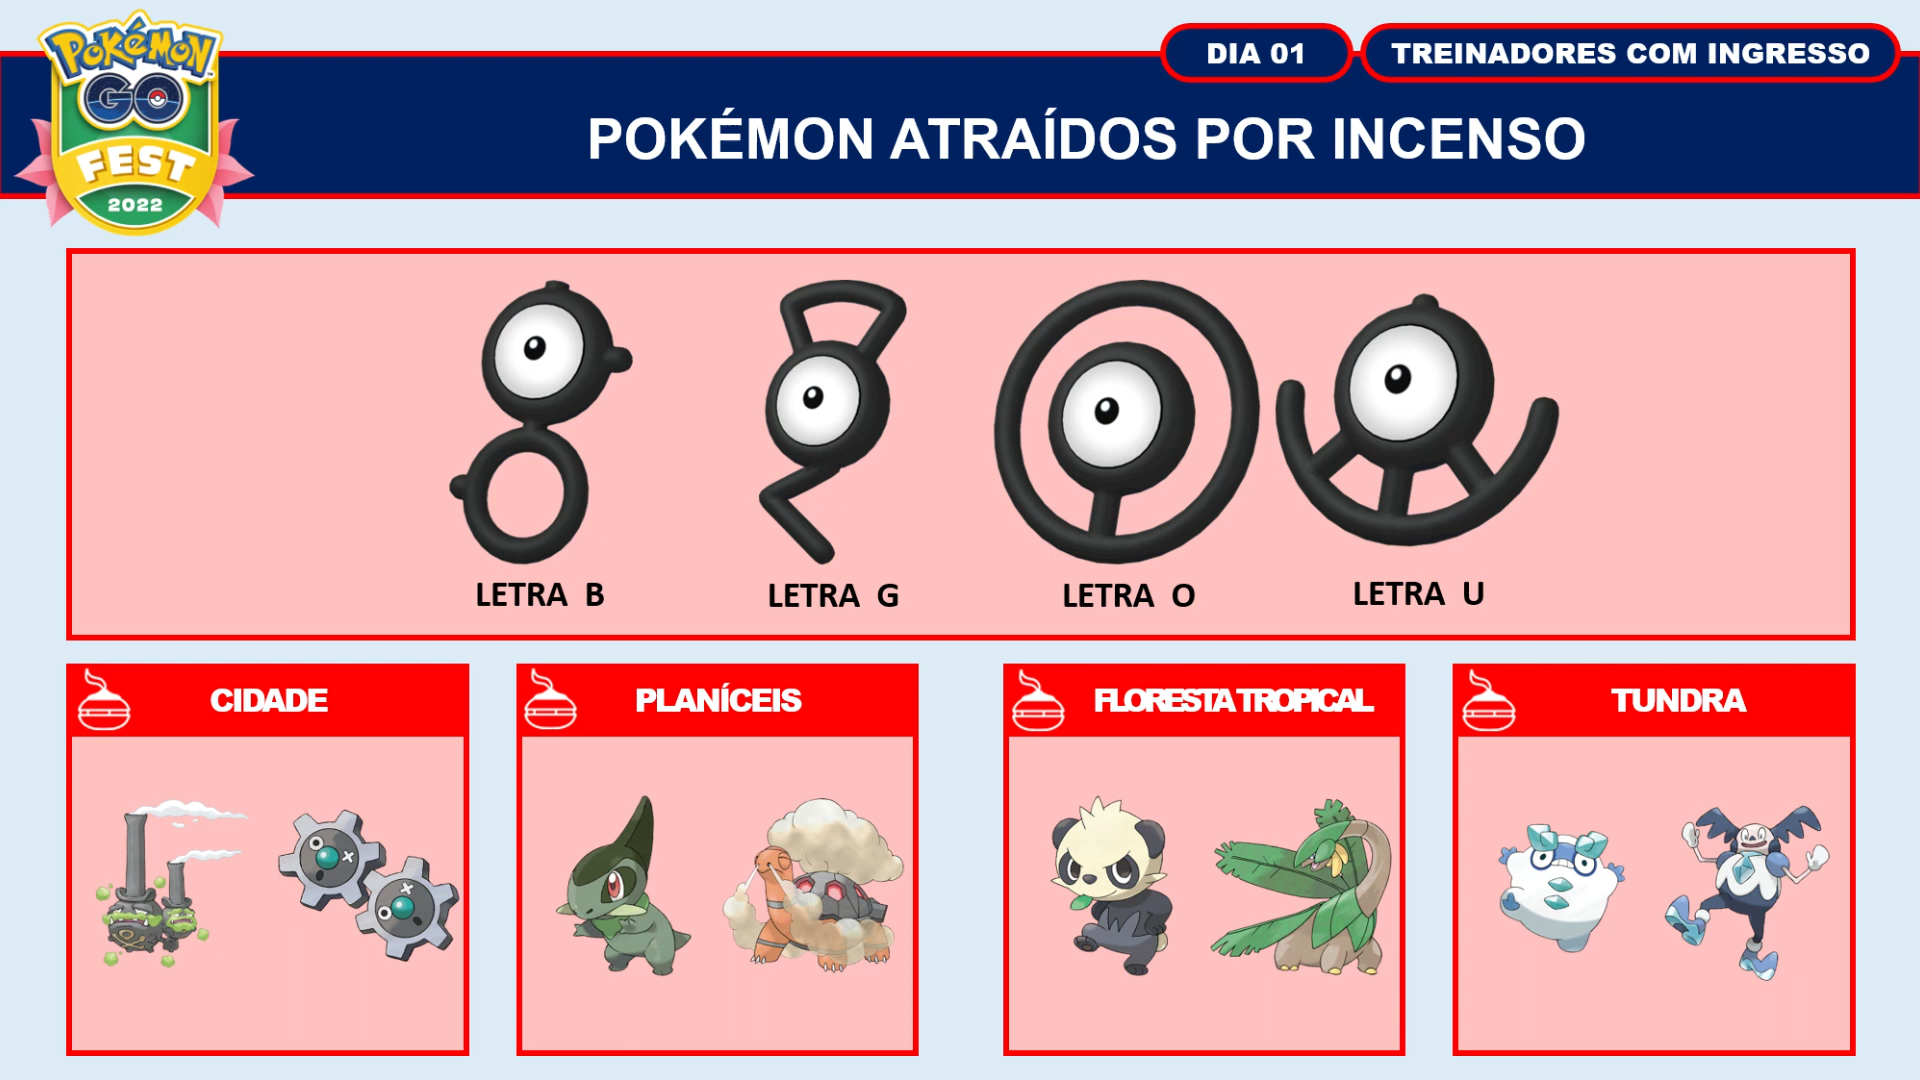 POKÉMON
GO
FEST
2022
DIA 01
TREINADORES COM INGRESSO
POKÉMON ATRAÍDOS POR INCENSO
LETRA B
LETRA G
LETRA O
LETRA U
CIDADE
PLANÍCEIS
FLORESTA TROPICAL
TUNDRA